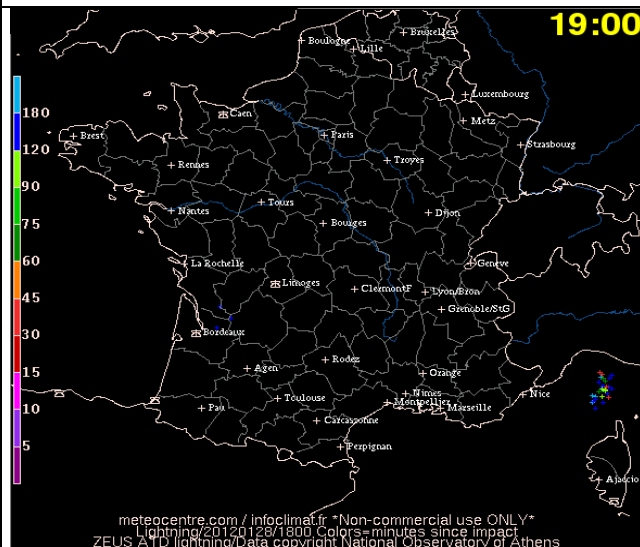 19:00
Boulogne
Bruxelles
Lille
Luxembourg
Caen
Metz
Brest
Paris
Strasbourg
Troyes
Rennes
Tours
Nantes
Dijon
Bourges
La Rochelle
Geneve
Limoges
ClermontF
Lyon/Bron
Grenoble/StG
Bordeaux
Rodez
Agen
Orange
Nimes
Nice
Toulouse
Montpellier
Pau
Marseille
Carcassonne
Perpignan
Ajaccio
180
120
90
75
60
45
30
15
10
5
meteocentre.com / infoclimat.fr *Non-commercial use ONLY*
Lightning/20120128/1800 Colors=minutes since impact
ZEUS ATD lightning/Data copyright National Observatory of Athens